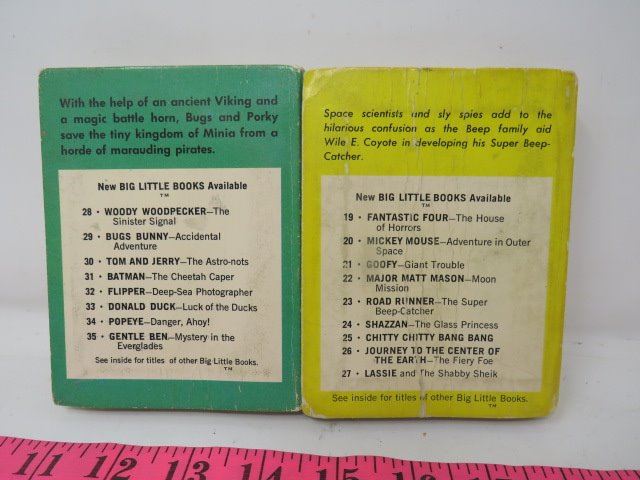 With the help of an ancient Viking and
a magic battle horn, Bugs and Porky
save the tiny kingdom of Minia from a
horde of marauding pirates.
New BIG LITTLE BOOKS Available
TM
28 • WOODY WOODPECKER—The
Sinister Signal
29 • BUGS BUNNY—Accidental
Adventure
30 • TOM AND JERRY—The Astro-nots
31 • BATMAN—The Cheetah Caper
32 • FLIPPER—Deep-Sea Photographer
33 • DONALD DUCK—Luck of the Ducks
34 • POPEYE—Danger, Ahoy!
35 • GENTLE BEN—Mystery in the
Everglades
See inside for titles of other Big Little Books.
TM
Space scientists and sly spies add to the
hilarious confusion as the Beep family aid
Wile E. Coyote in developing his Super Beep-
Catcher.
New BIG LITTLE BOOKS Available
TM
19 • FANTASTIC FOUR—The House
of Horrors
20 • MICKEY MOUSE—Adventure in Outer
Space
21 • GOOFY—Giant Trouble
22 • MAJOR MATT MASON—Moon
Mission
23 • ROAD RUNNER—The Super
Beep-Catcher
24 • SHAZZAN—The Glass Princess
25 • CHITTY CHITTY BANG BANG
26 • JOURNEY TO THE CENTER OF
THE EARTH—The Fiery Foe
27 • LASSIE and The Shabby Sheik
See inside for titles of other Big Little Books.
TM
11 12 13 14 15 16 17